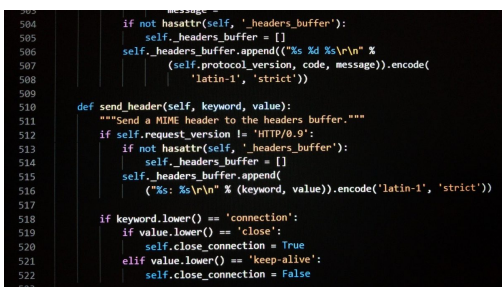 503 message = ''
504 if not hasattr(self, '_headers_buffer'):
505 self._headers_buffer = []
506 self._headers_buffer.append(("%s %d %s\r\n" %
507 (self.protocol_version, code, message)).encode(
508 'latin-1', 'strict'))
509
510 def send_header(self, keyword, value):
511 """Send a MIME header to the headers buffer."""
512 if self.request_version != 'HTTP/0.9':
513 if not hasattr(self, '_headers_buffer'):
514 self._headers_buffer = []
515 self._headers_buffer.append(
516 ("%s: %s\r\n" % (keyword, value)).encode('latin-1', 'strict'))
517
518 if keyword.lower() == 'connection':
519 if value.lower() == 'close':
520 self.close_connection = True
521 elif value.lower() == 'keep-alive':
522 self.close_connection = False